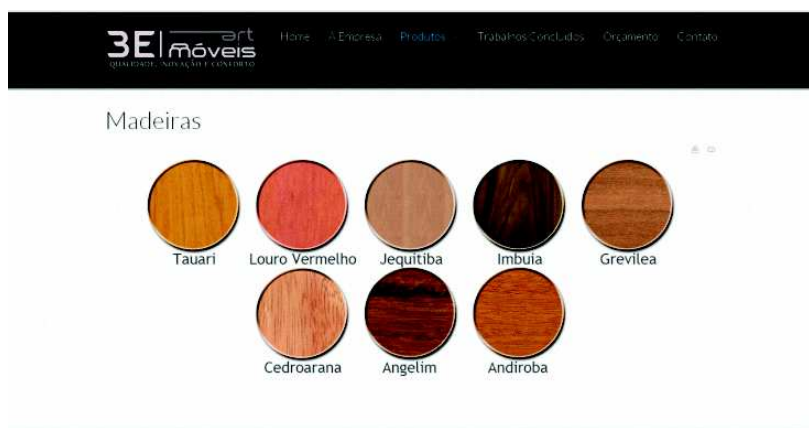 3E art móveis
QUALIDADE, INOVAÇÃO E CONFORTO
Home A Empresa Produtos Trabalhos Concluídos Orçamento Contato
Madeiras
Tauari Louro Vermelho Jequitiba Imbuia Grevilea
Cedroarana Angelim Andiroba